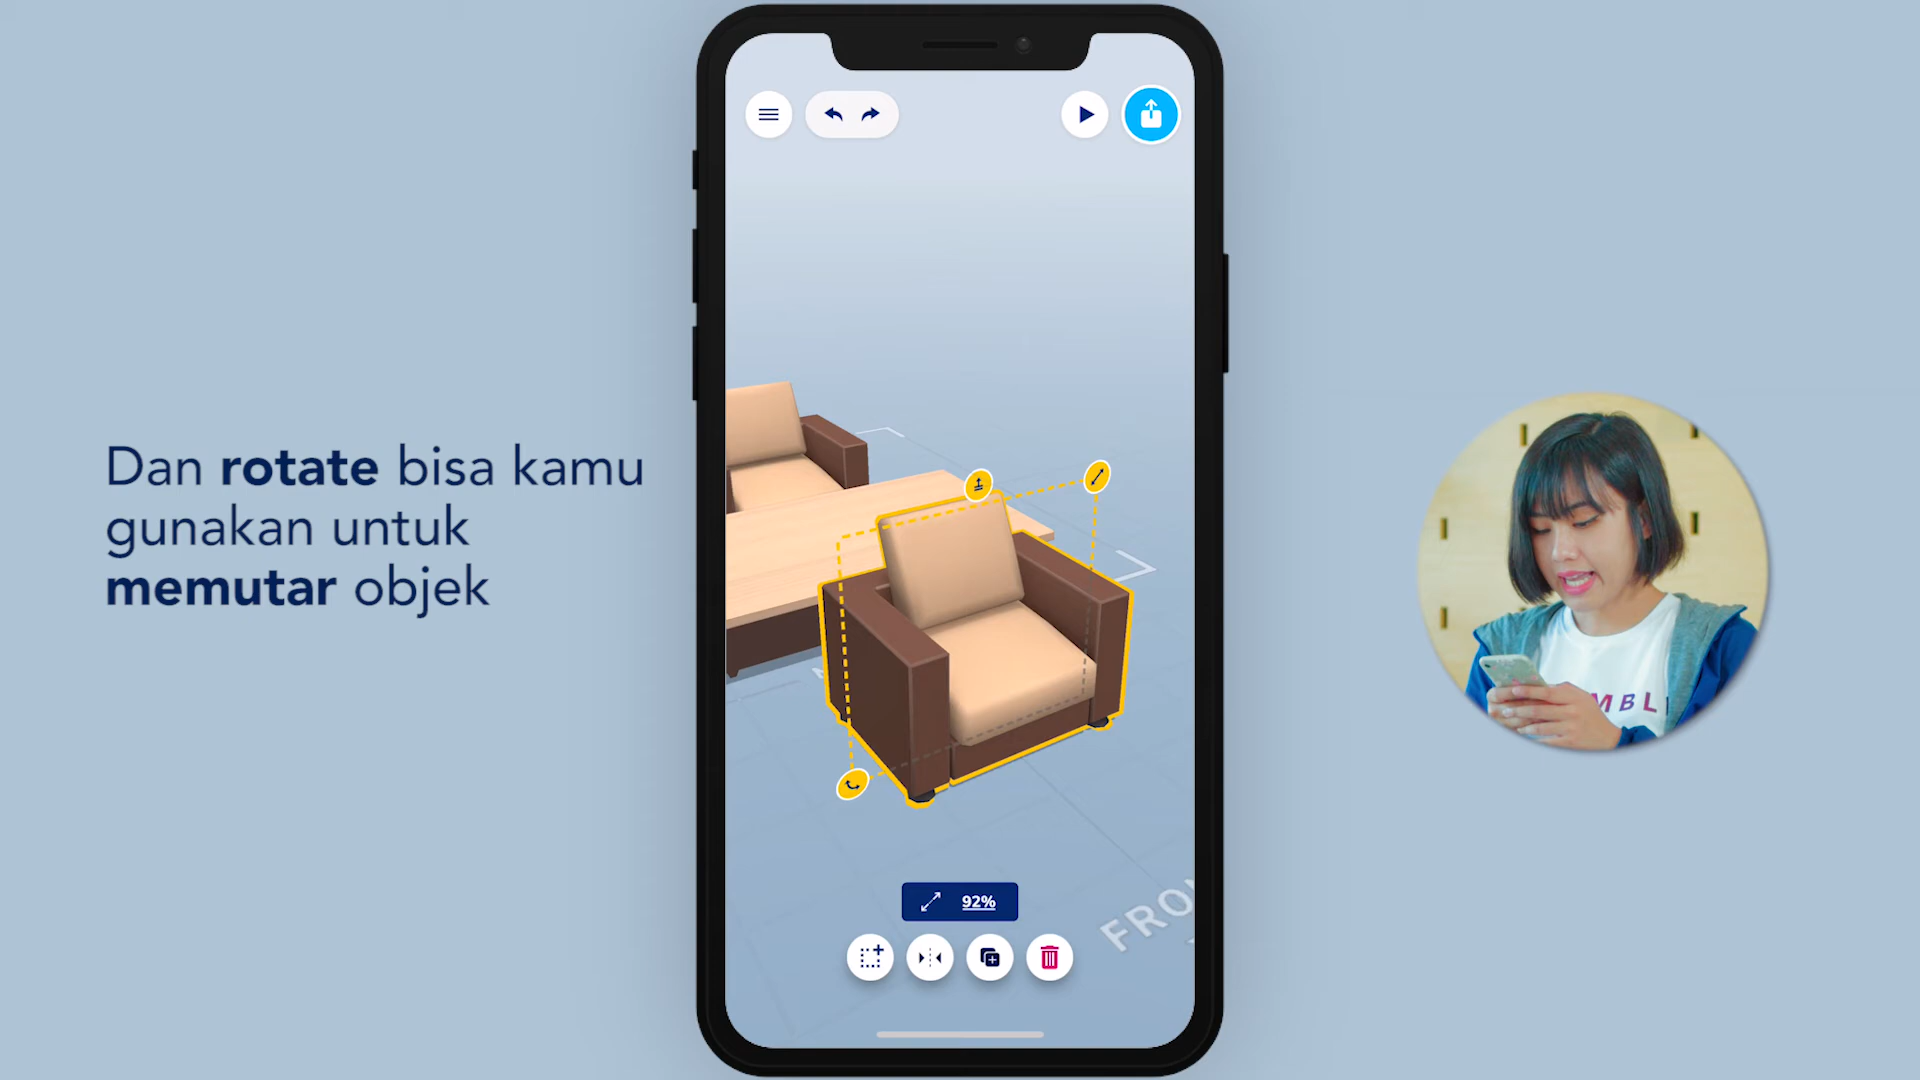 Dan rotate bisa kamu
gunakan untuk
memutar objek
92%